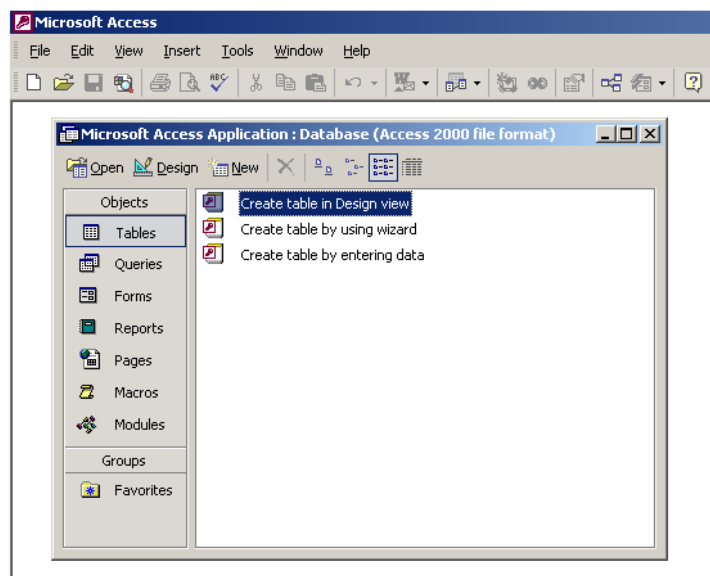 Microsoft Access
File Edit View Insert Tools Window Help
ABC
W
?
Microsoft Access Application : Database (Access 2000 file format)
Open Design New
Objects
Tables
Queries
Forms
Reports
Pages
Macros
Modules
Groups
Favorites
Create table in Design view
Create table by using wizard
Create table by entering data